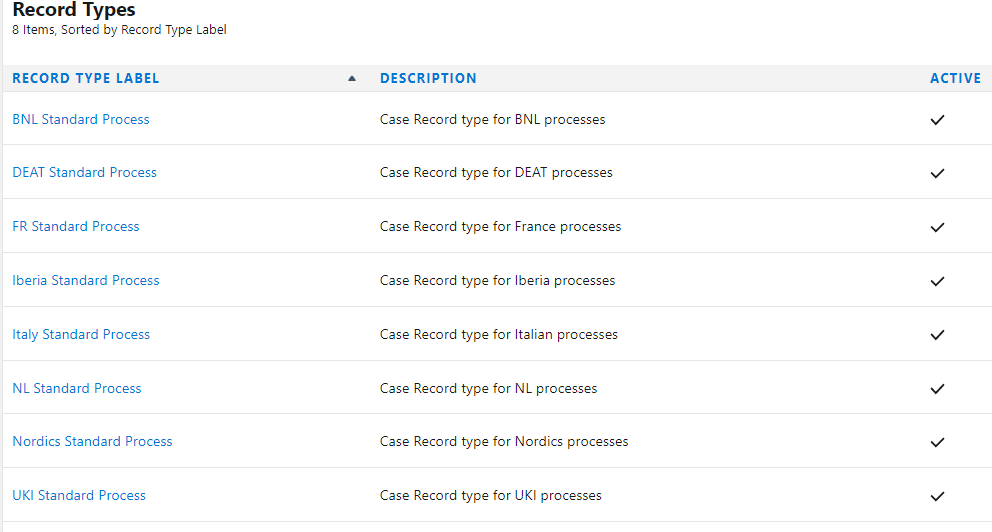 Record Types
8 Items, Sorted by Record Type Label
RECORD TYPE LABEL DESCRIPTION ACTIVE
BNL Standard Process Case Record type for BNL processes
DEAT Standard Process Case Record type for DEAT processes
FR Standard Process Case Record type for France processes
Iberia Standard Process Case Record type for Iberia processes
Italy Standard Process Case Record type for Italian processes
NL Standard Process Case Record type for NL processes
Nordics Standard Process Case Record type for Nordics processes
UKI Standard Process Case Record type for UKI processes